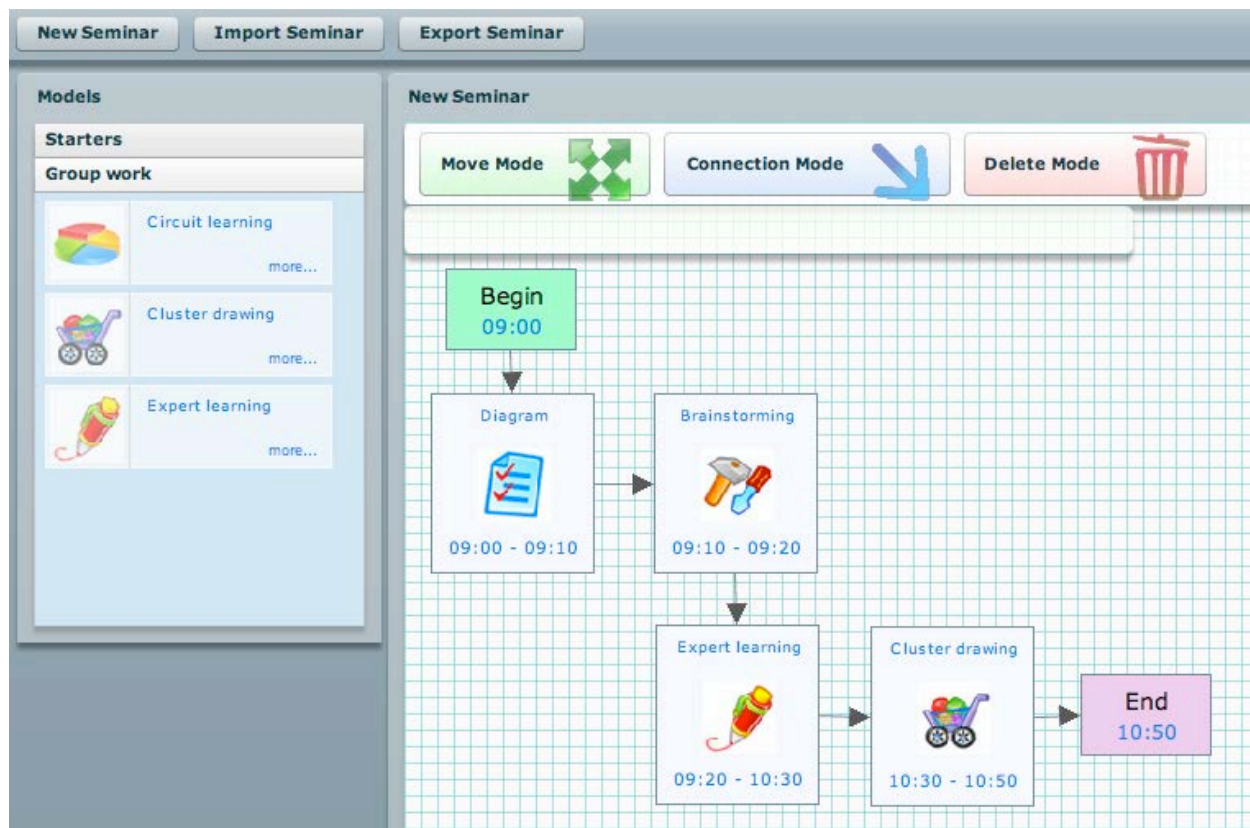 New Seminar
Import Seminar
Export Seminar
Models
Starters
Group work
Circuit learning
more...
Cluster drawing
more...
Expert learning
more...
New Seminar
Move Mode
Connection Mode
Delete Mode
Begin
09:00
Diagram
09:00 - 09:10
Brainstorming
09:10 - 09:20
Expert learning
09:20 - 10:30
Cluster drawing
10:30 - 10:50
End
10:50